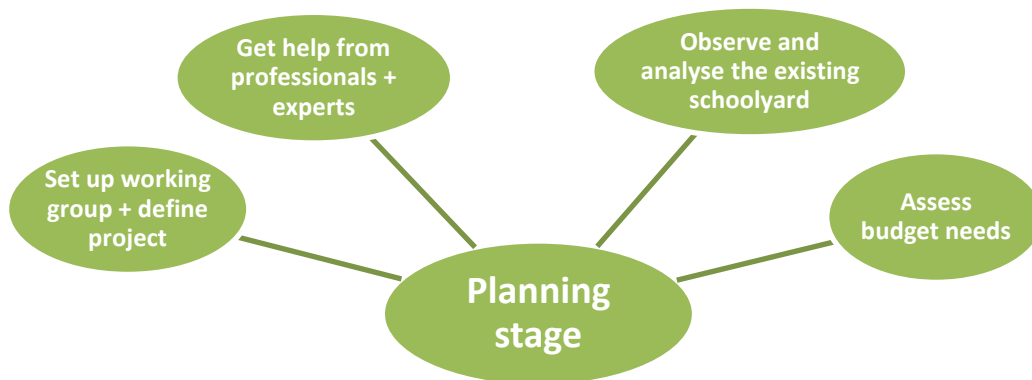 Get help from
professionals +
experts
Observe and
analyse the existing
schoolyard
Set up working
group + define
project
Assess
budget needs
Planning
stage